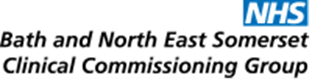 NHS
Bath and North East Somerset
Clinical Commissioning Group